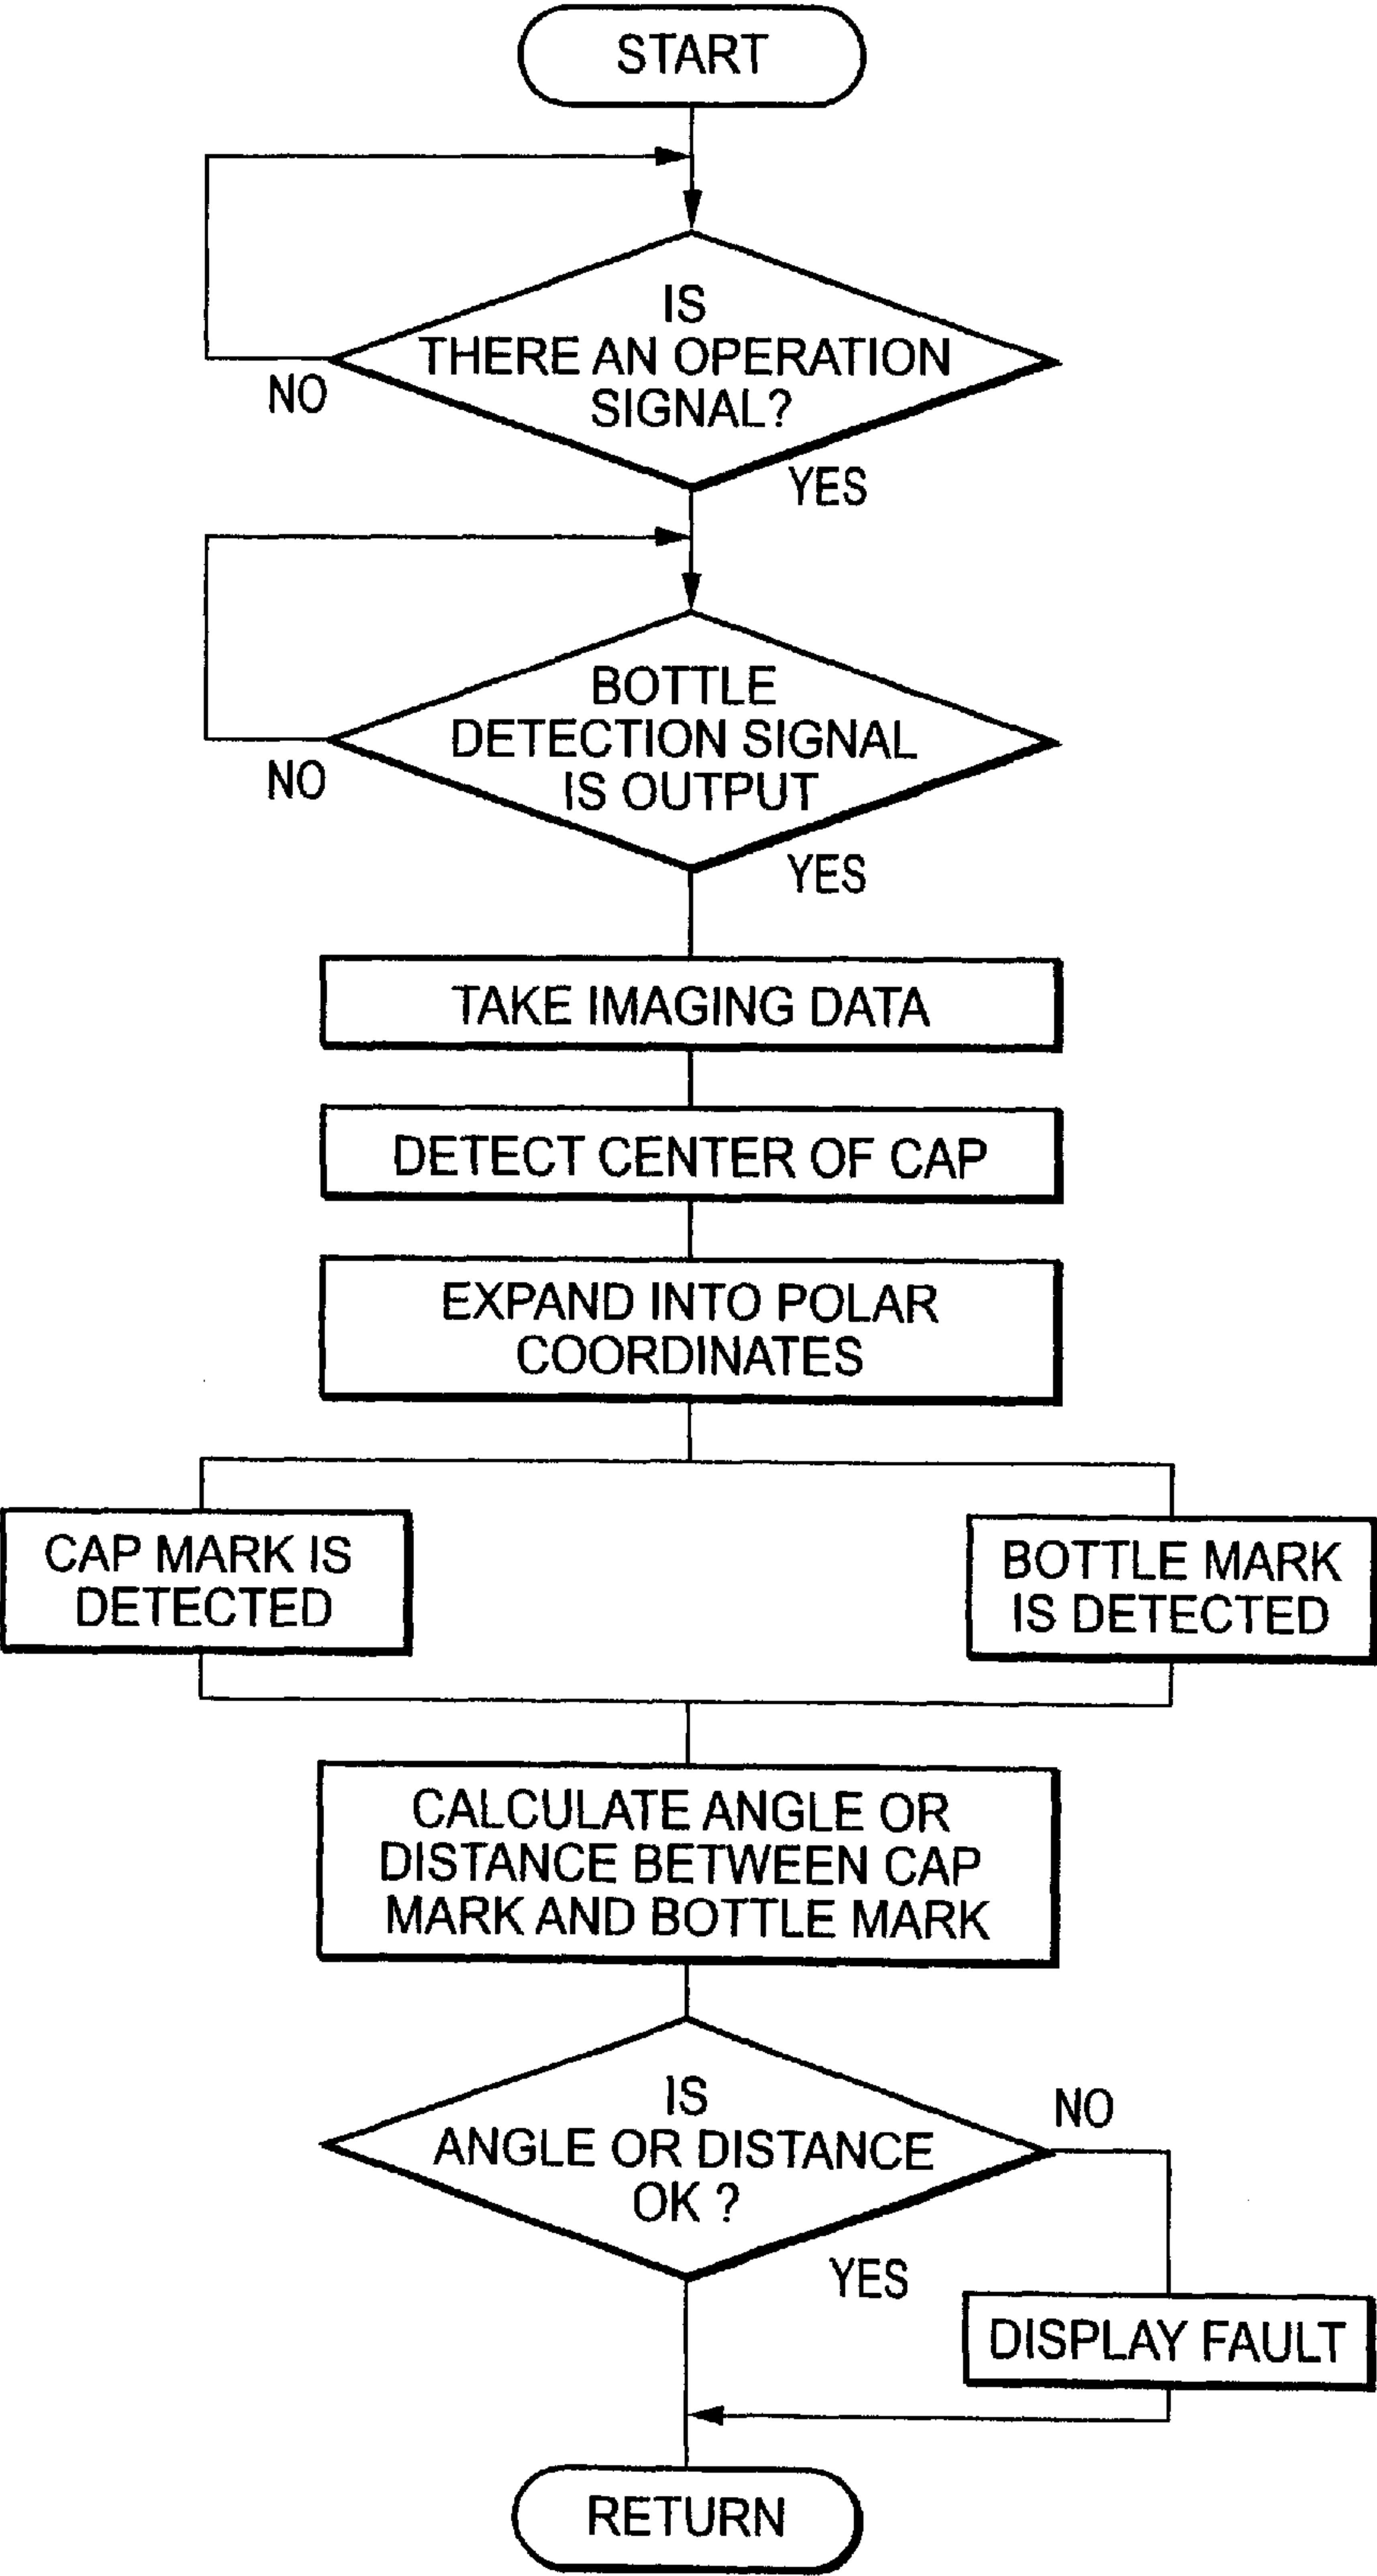 START
IS
THERE AN OPERATION
SIGNAL?
NO
YES
BOTTLE
DETECTION SIGNAL
IS OUTPUT
NO
YES
TAKE IMAGING DATA
DETECT CENTER OF CAP
EXPAND INTO POLAR
COORDINATES
CAP MARK IS
DETECTED
BOTTLE MARK
IS DETECTED
CALCULATE ANGLE OR
DISTANCE BETWEEN CAP
MARK AND BOTTLE MARK
IS
ANGLE OR DISTANCE
OK ?
NO
YES
DISPLAY FAULT
RETURN